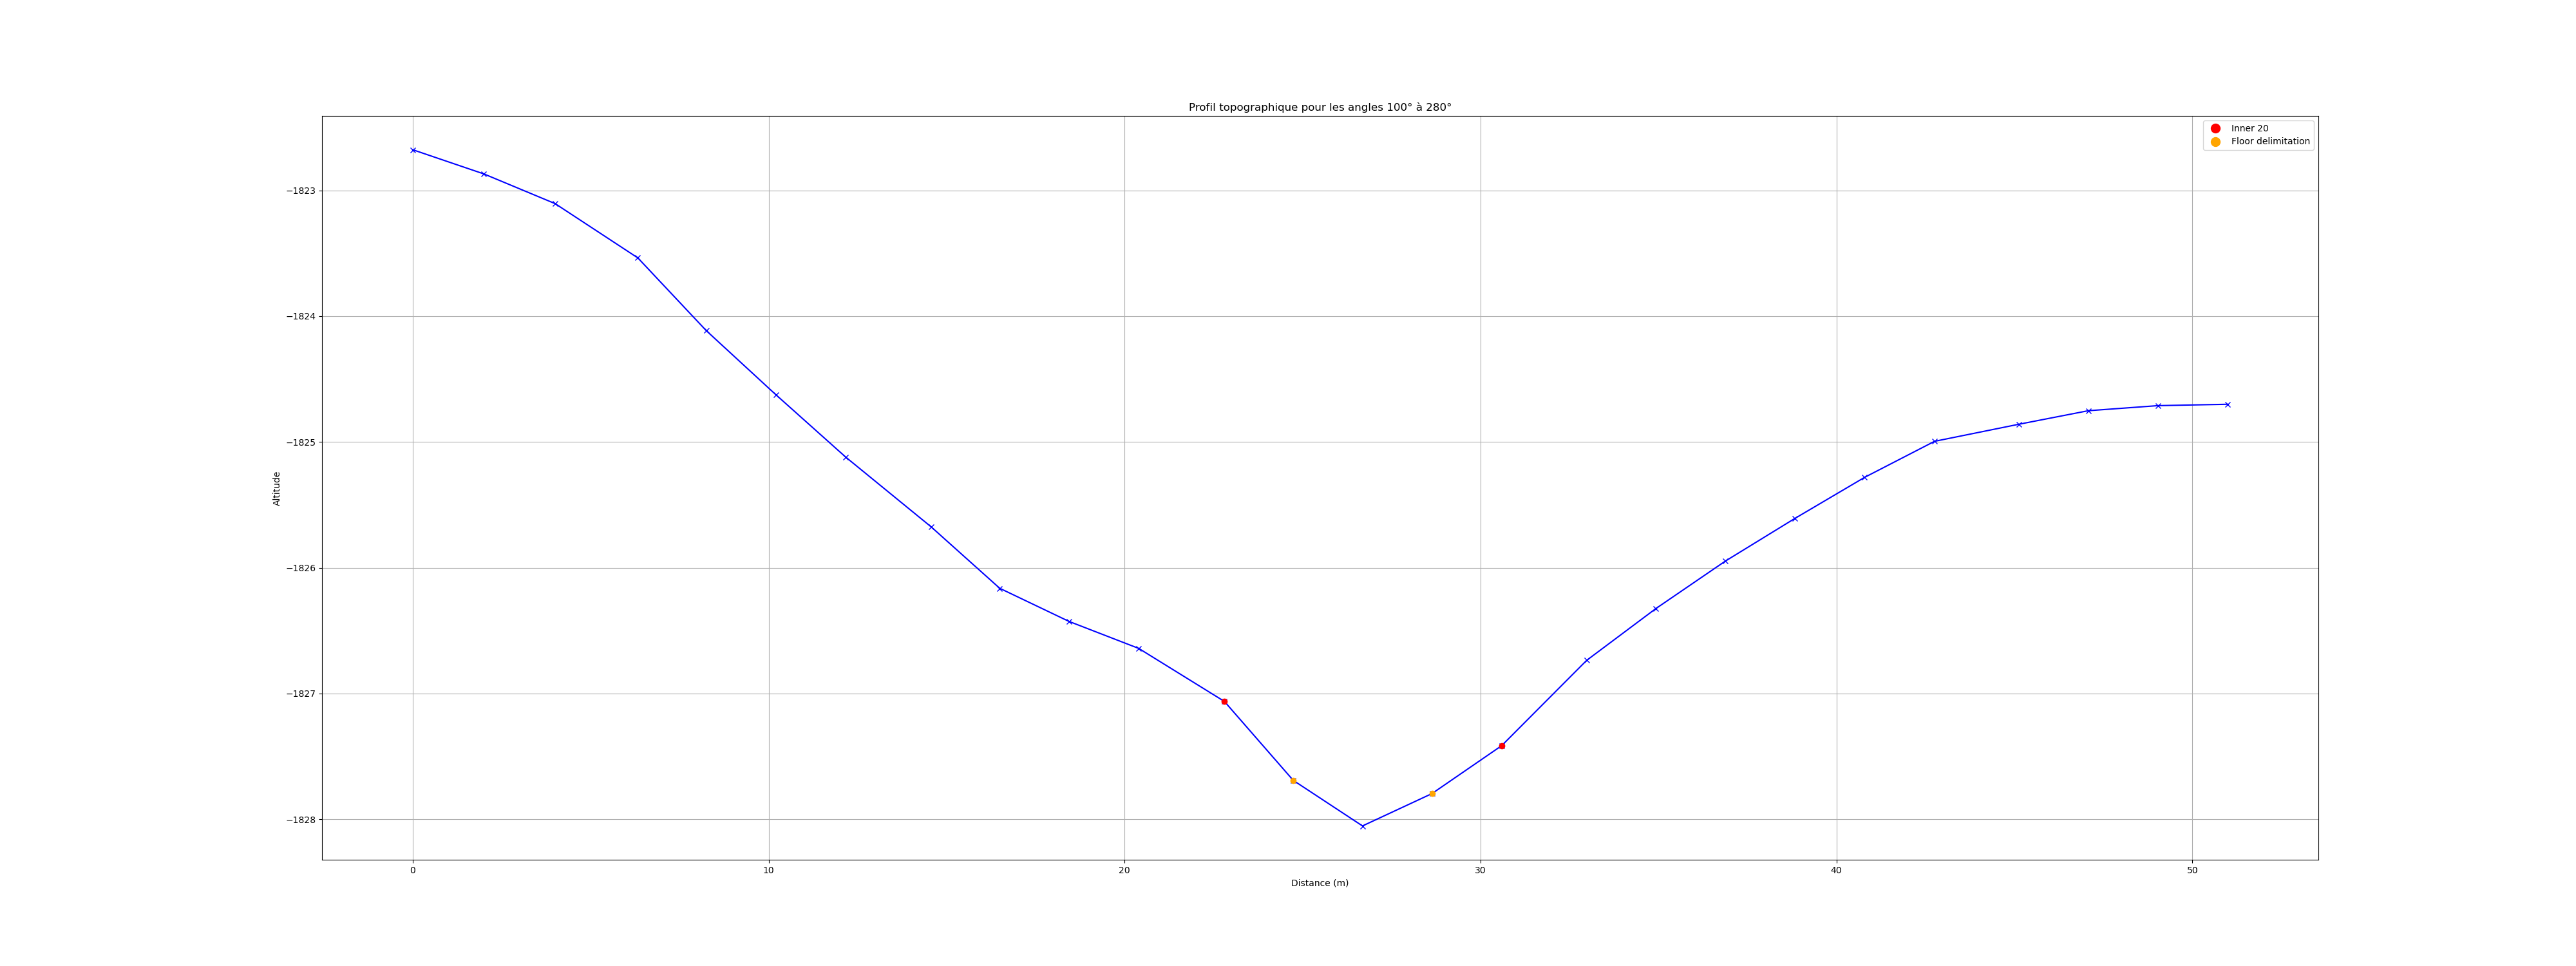 Profil topographique pour les angles 100° à 280°
Inner 20
Floor delimitation
−1823
−1824
−1825
−1826
−1827
−1828
Altitude
0
10
20
30
40
50
Distance (m)